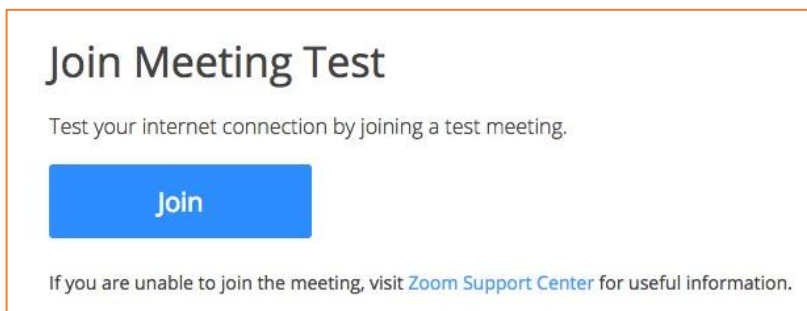 Join Meeting Test
Test your internet connection by joining a test meeting.
Join
If you are unable to join the meeting, visit Zoom Support Center for useful information.